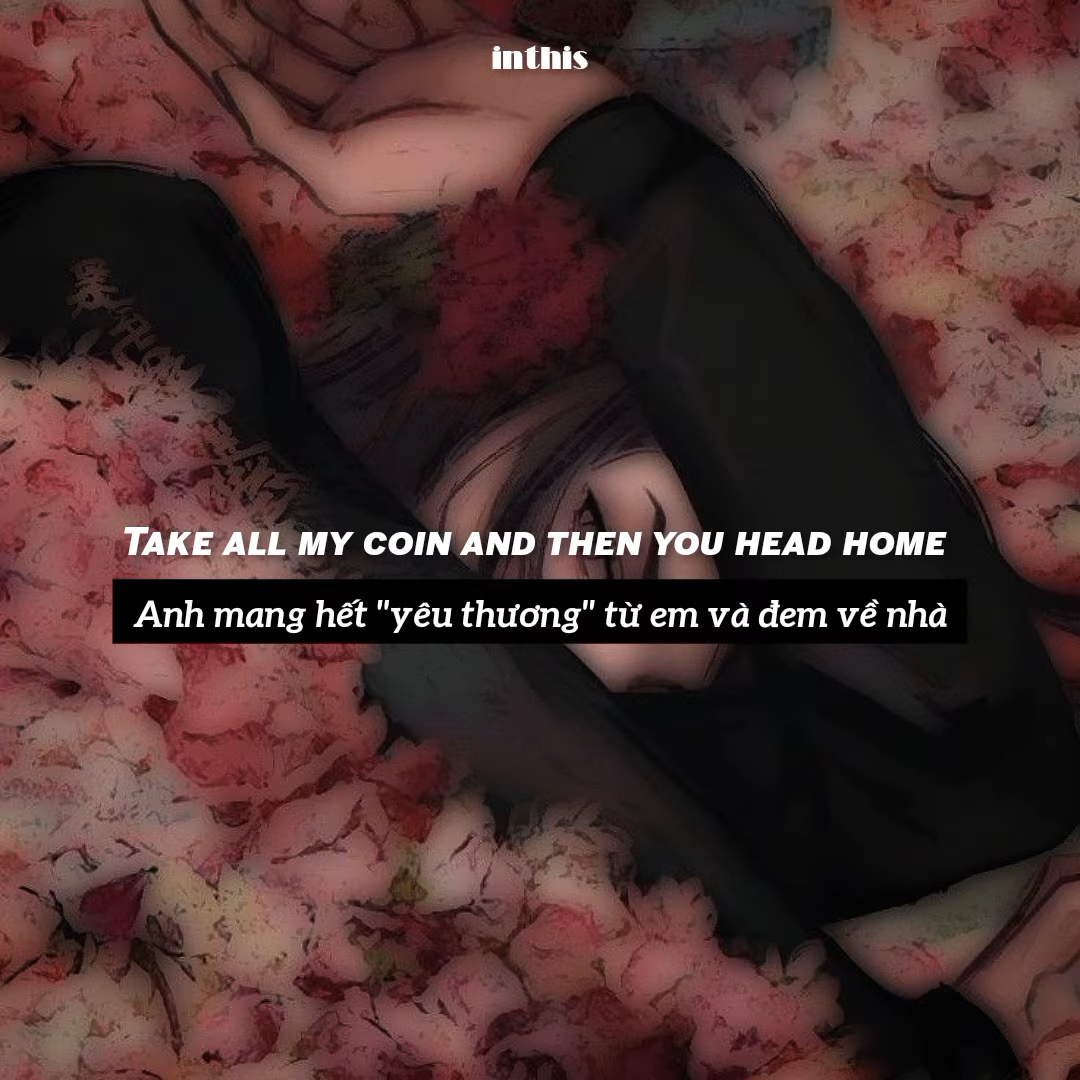 inthis
TAKE ALL MY COIN AND THEN YOU HEAD HOME
Anh mang hết "yêu thương" từ em và đem về nhà